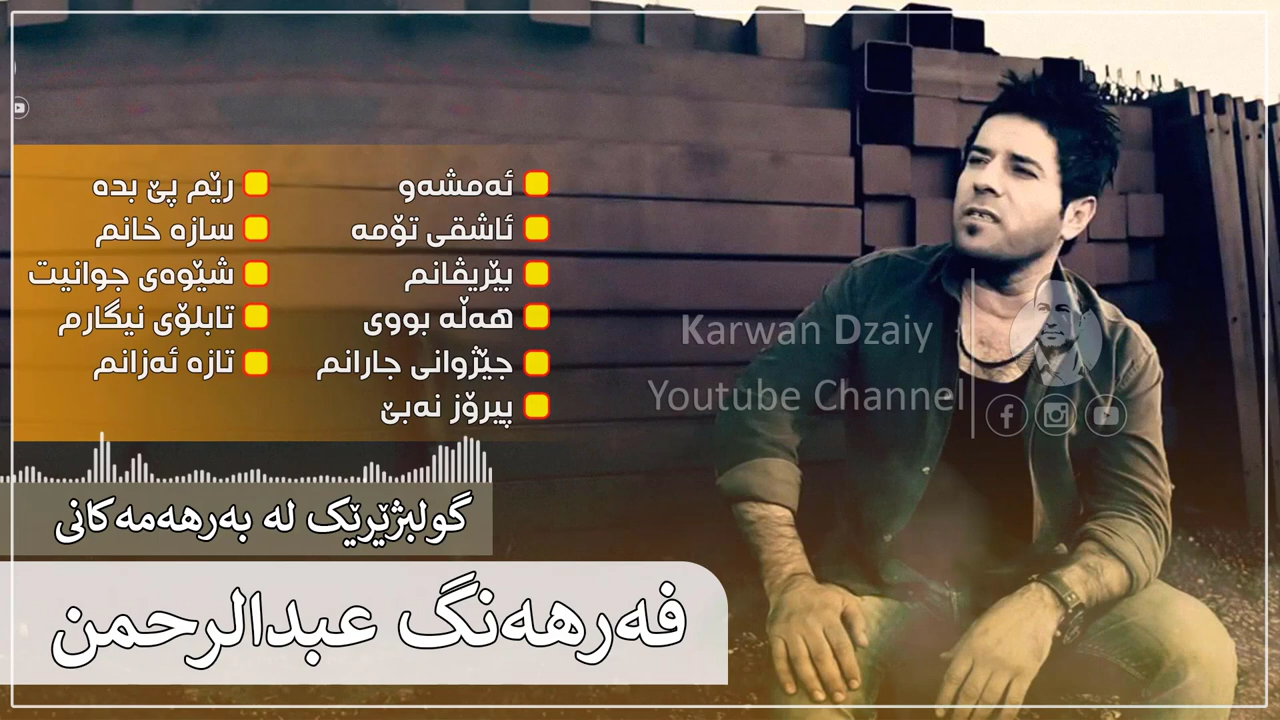 ئەمشەو
ئاشقی تۆمە
بێریڤانم
هەڵە بووی
جێژوانی جارانم
پیرۆز نەبێ
رێم پێ بدە
سازە خانم
شێوەی جوانیت
تابلۆی نیگارم
تازە ئەزانم
Karwan Dzaiy
Youtube Channel
گولبژێرێک لە بەرهەمەکانی
فەرهەنگ عبدالرحمن